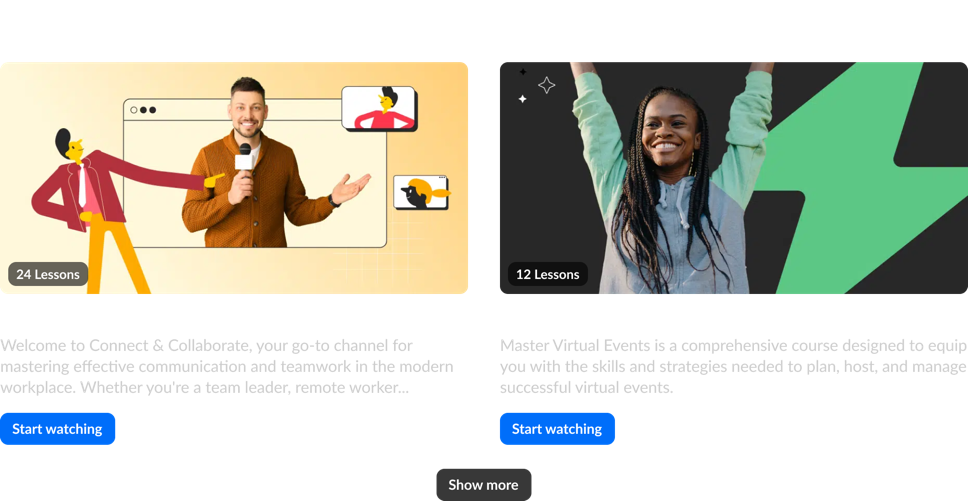 24 Lessons
12 Lessons
Welcome to Connect & Collaborate, your go-to channel for
mastering effective communication and teamwork in the modern
workplace. Whether you're a team leader, remote worker...
Master Virtual Events is a comprehensive course designed to equip
you with the skills and strategies needed to plan, host, and manage
successful virtual events.
Start watching
Start watching
Show more